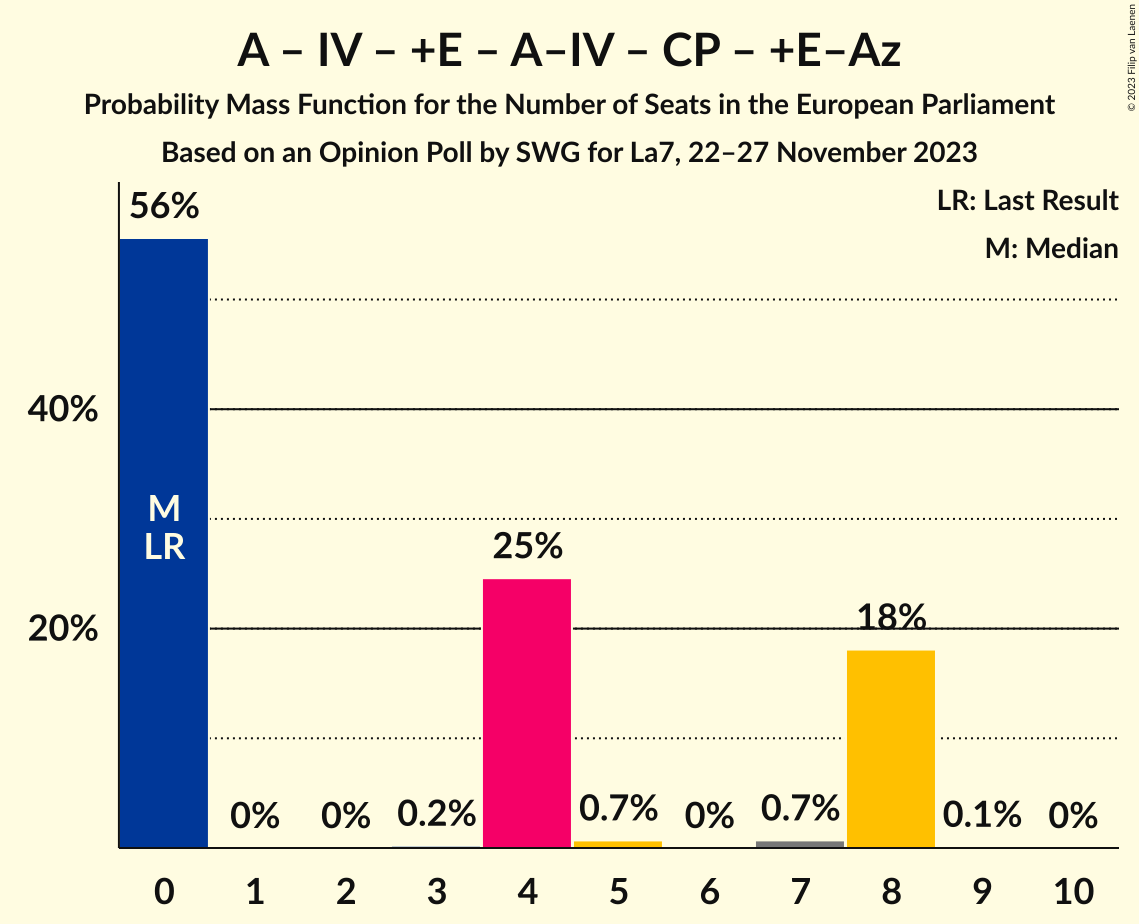 A – IV – +E – A–IV – CP – +E–Az
Probability Mass Function for the Number of Seats in the European Parliament
Based on an Opinion Poll by SWG for La7, 22–27 November 2023
© 2023 Filip van Laenen
LR: Last Result
M: Median
56%
40%
20%
M
LR
0%
0%
0.2%
25%
0.7%
0%
0.7%
18%
0.1%
0%
0 1 2 3 4 5 6 7 8 9 10